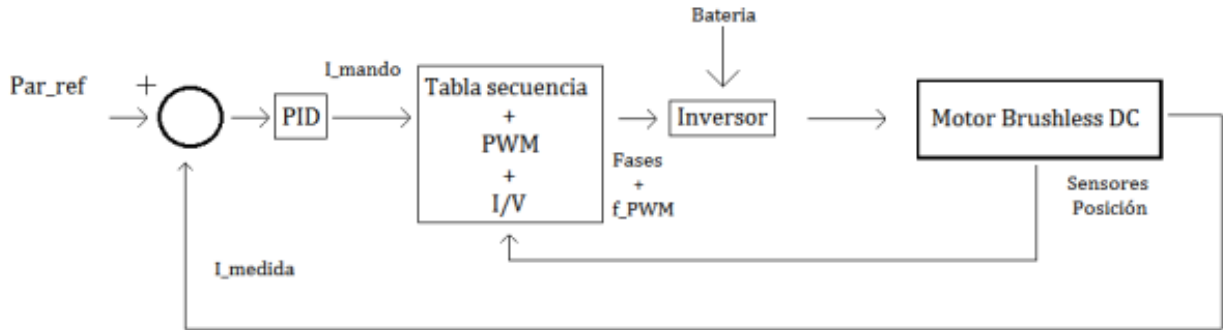 Bateria
Par_ref
+
I_mando
PID
Tabla secuencia
+
PWM
+
I/V
Inversor
Motor Brushless DC
Fases
+
f_PWM
Sensores
Posición
I_medida